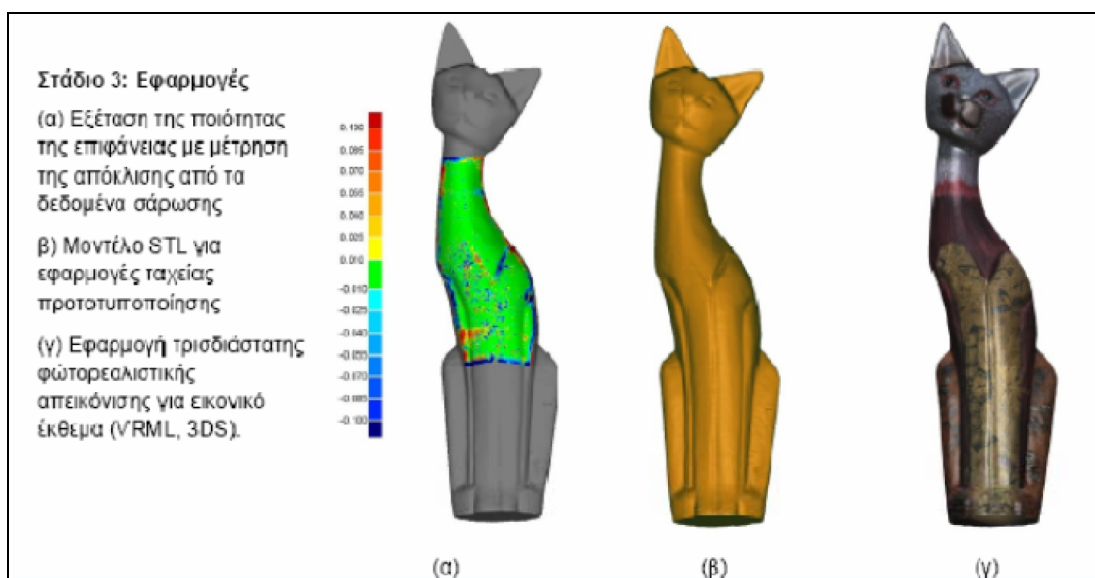 Στάδιο 3: Εφαρμογές
(α) Εξέταση της ποιότητας
της επιφάνειας με μέτρηση
της απόκλισης από τα
δεδομένα σάρωσης
β) Μοντέλο STL για
εφαρμογές ταχείας
προτοτυποποίησης
(γ) Εφαρμογή τρισδιάστατης
φωτορεαλιστικής
απεικόνισης για εικονικό
έκθεμα (VRML, 3DS).
0.100
0.085
0.070
0.055
0.040
0.025
0.010
-0.010
-0.025
-0.040
-0.055
-0.070
-0.085
-0.100
(α) (β) (γ)